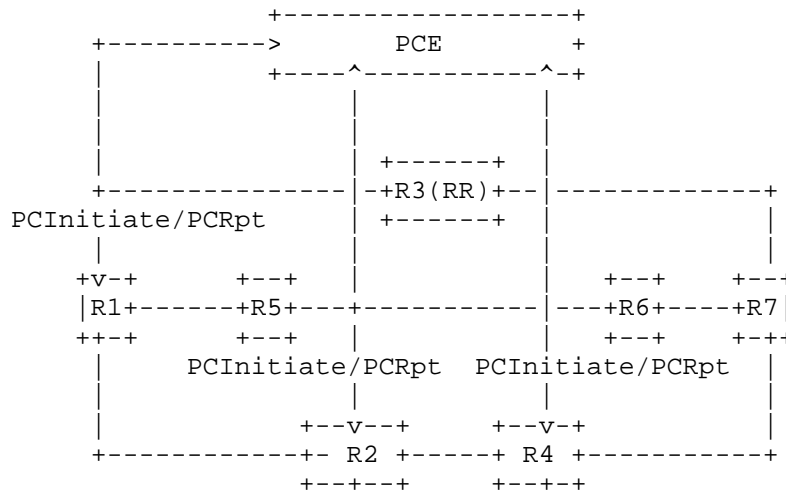 PCE
R3(RR)
PCInitiate/PCRpt
R1 R5 R6 R7
PCInitiate/PCRpt PCInitiate/PCRpt
R2 R4